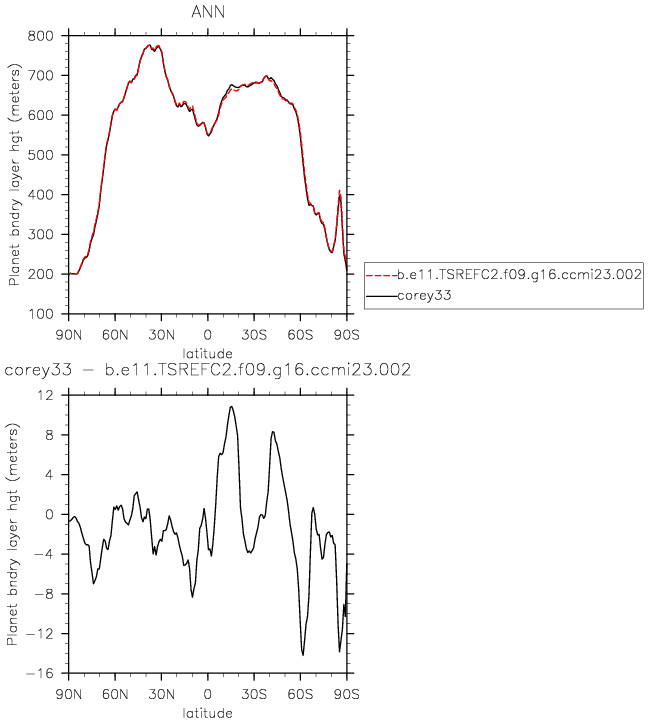 ANN
Planet bndry layer hgt (meters)
800
700
600
500
400
300
200
100
90N 60N 30N 0 30S 60S 90S
latitude
b.e11.TSREFC2.f09.g16.ccmi23.002
corey33
corey33 − b.e11.TSREFC2.f09.g16.ccmi23.002
Planet bndry layer hgt (meters)
12
8
4
0
−4
−8
−12
−16
90N 60N 30N 0 30S 60S 90S
latitude